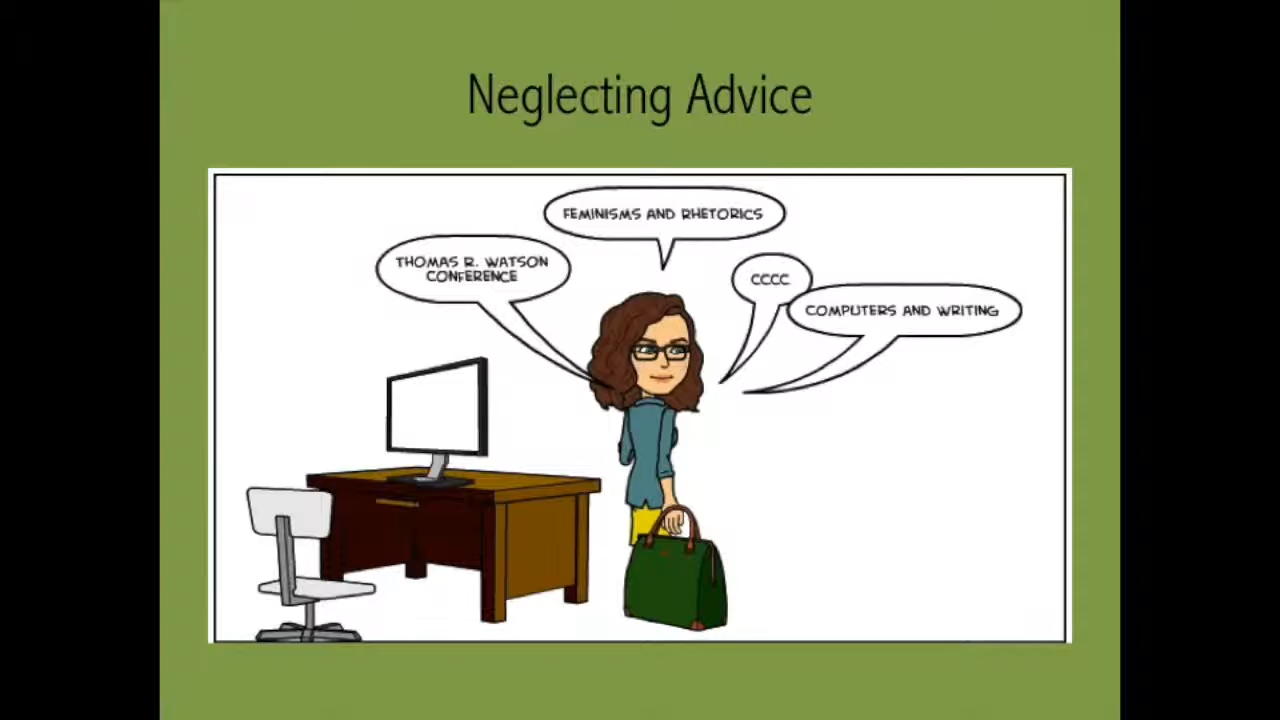 Neglecting Advice
FEMINISMS AND RHETORICS
THOMAS R. WATSON
CONFERENCE
CCCC
COMPUTERS AND WRITING